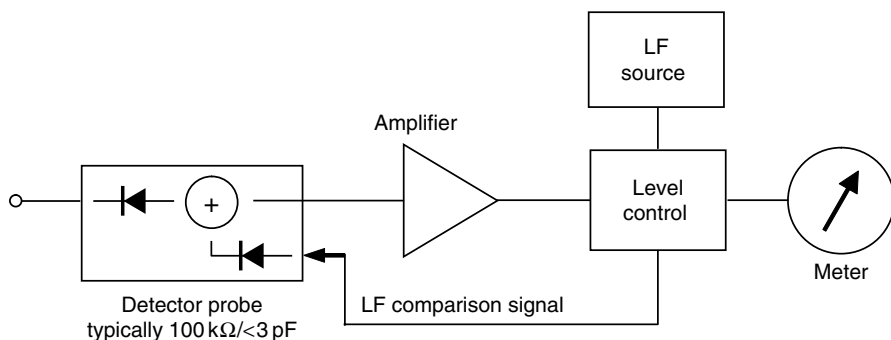 LF
source
Amplifier
+
Level
control
Meter
LF comparison signal
Detector probe
typically 100 kΩ/<3 pF